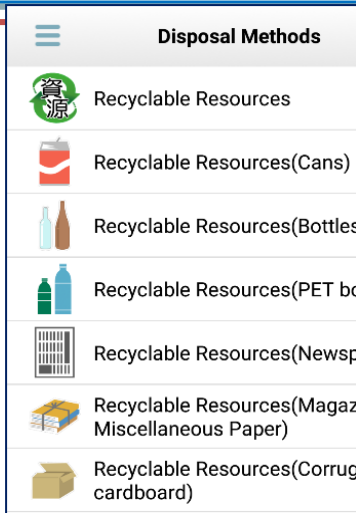 Disposal Methods
資
源
Recyclable Resources
Recyclable Resources(Cans)
Recyclable Resources(Bottles
Recyclable Resources(PET bo
Recyclable Resources(Newsp
Recyclable Resources(Magaz
Miscellaneous Paper)
Recyclable Resources(Corrug
cardboard)